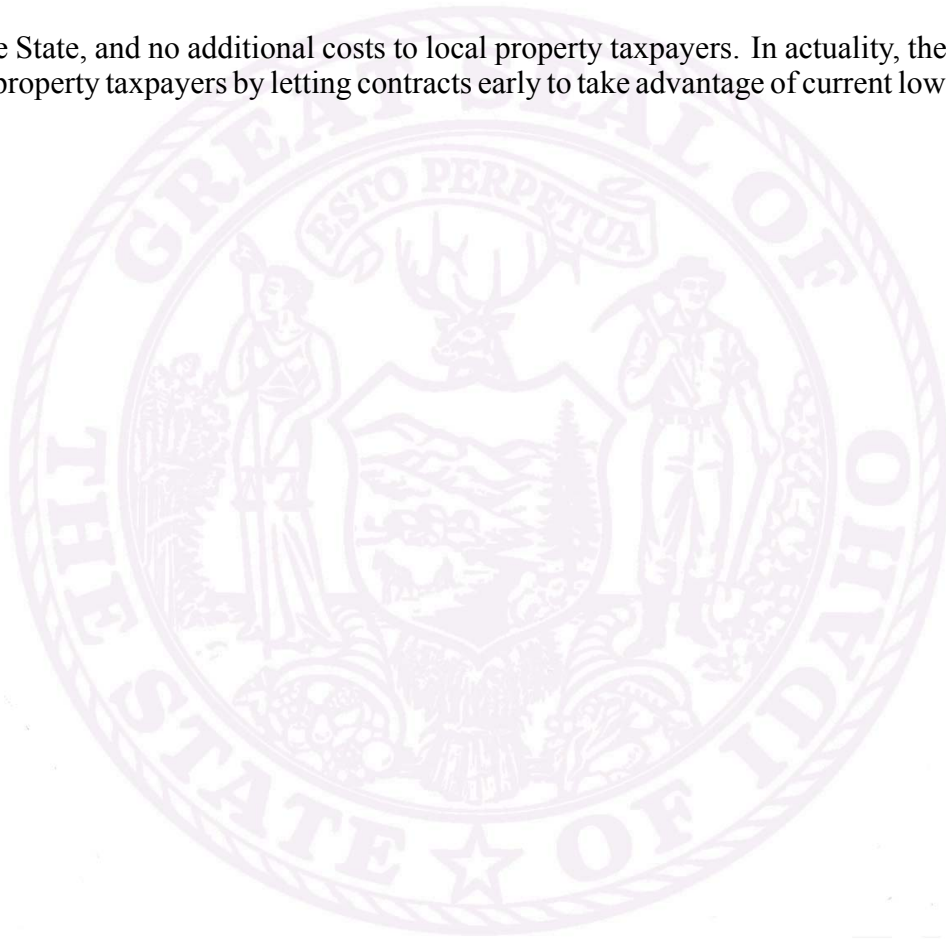 e State, and no additional costs to local property taxpayers. In actuality, the
property taxpayers by letting contracts early to take advantage of current low
GREAT SEAL OF
ESTO PERPETUA
THE STATE ★ OF IDAHO